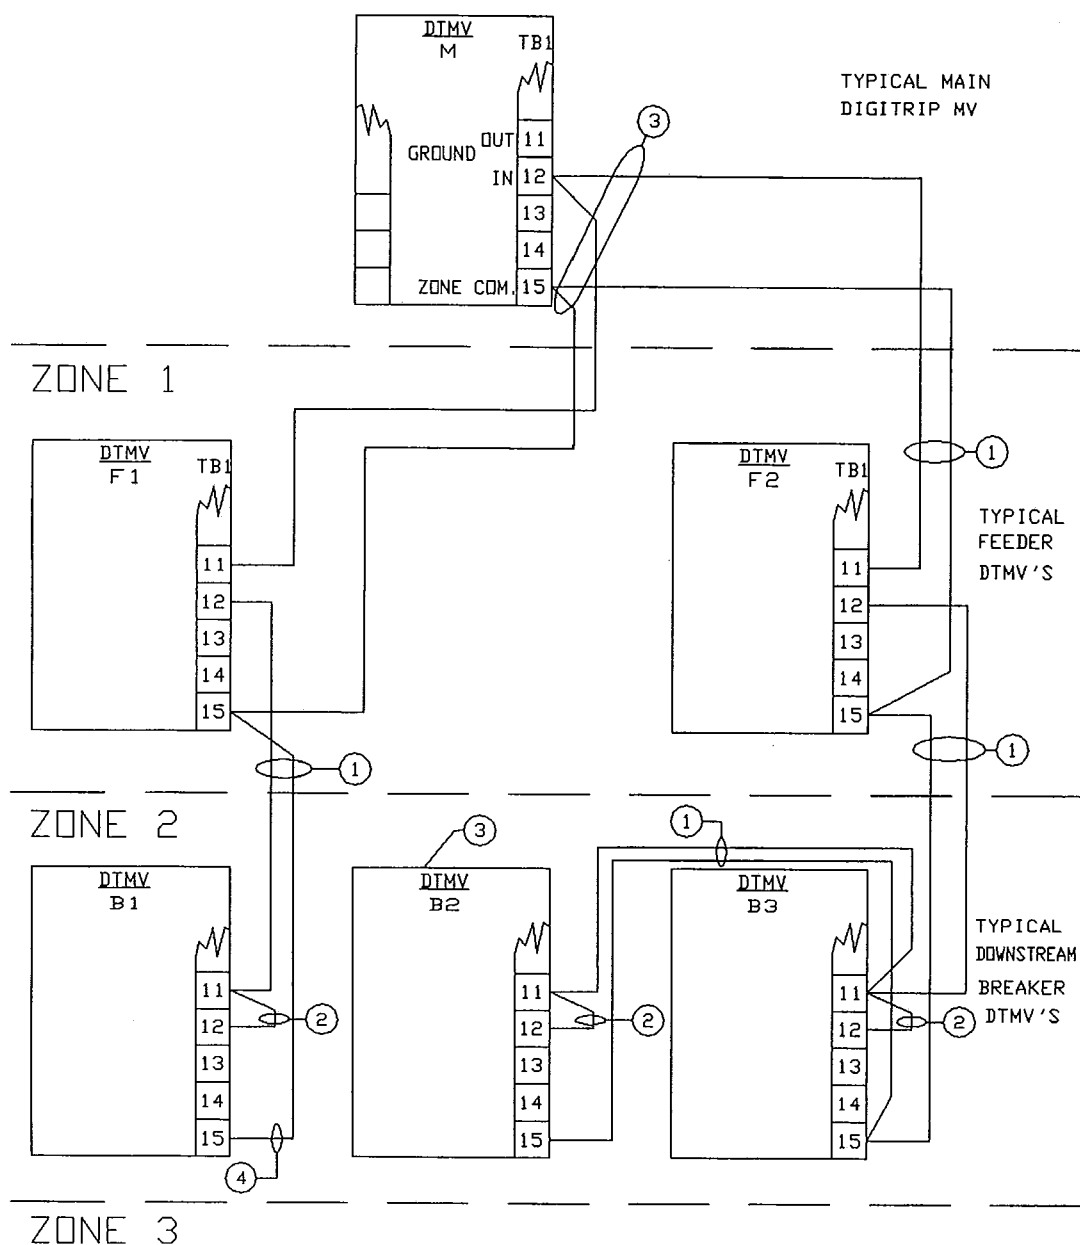 DTMV
M
TB1
TYPICAL MAIN
DIGITRIP MV
3
OUT 11
GROUND
IN 12
13
14
ZONE COM. 15
ZONE 1
DTMV
F1
TB1
11
12
13
14
15
1
DTMV
F2
TB1
11
12
13
14
15
1
TYPICAL
FEEDER
DTMV'S
1
ZONE 2
DTMV
B1
11
12
13
14
15
2
4
3
DTMV
B2
11
12
13
14
15
2
1
DTMV
B3
11
12
13
14
15
2
TYPICAL
DOWNSTREAM
BREAKER
DTMV'S
ZONE 3